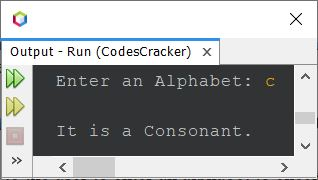 Output - Run (CodesCracker)
Enter an Alphabet: c
It is a Consonant.